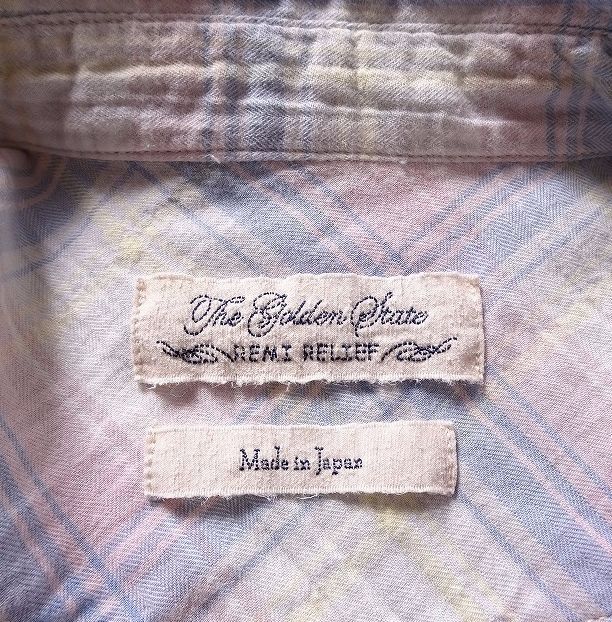 The Golden State
REMI RELIEF
Made in Japan